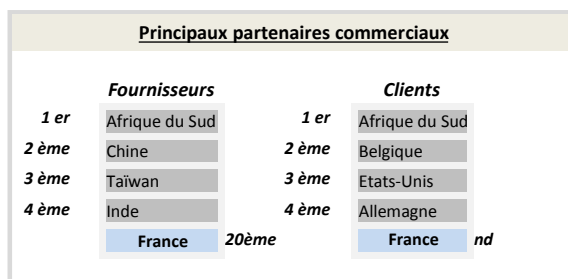 Principaux partenaires commerciaux
Fournisseurs Clients
1 er Afrique du Sud 1 er Afrique du Sud
2 ème Chine 2 ème Belgique
3 ème Taïwan 3 ème Etats-Unis
4 ème Inde 4 ème Allemagne
France 20ème France nd